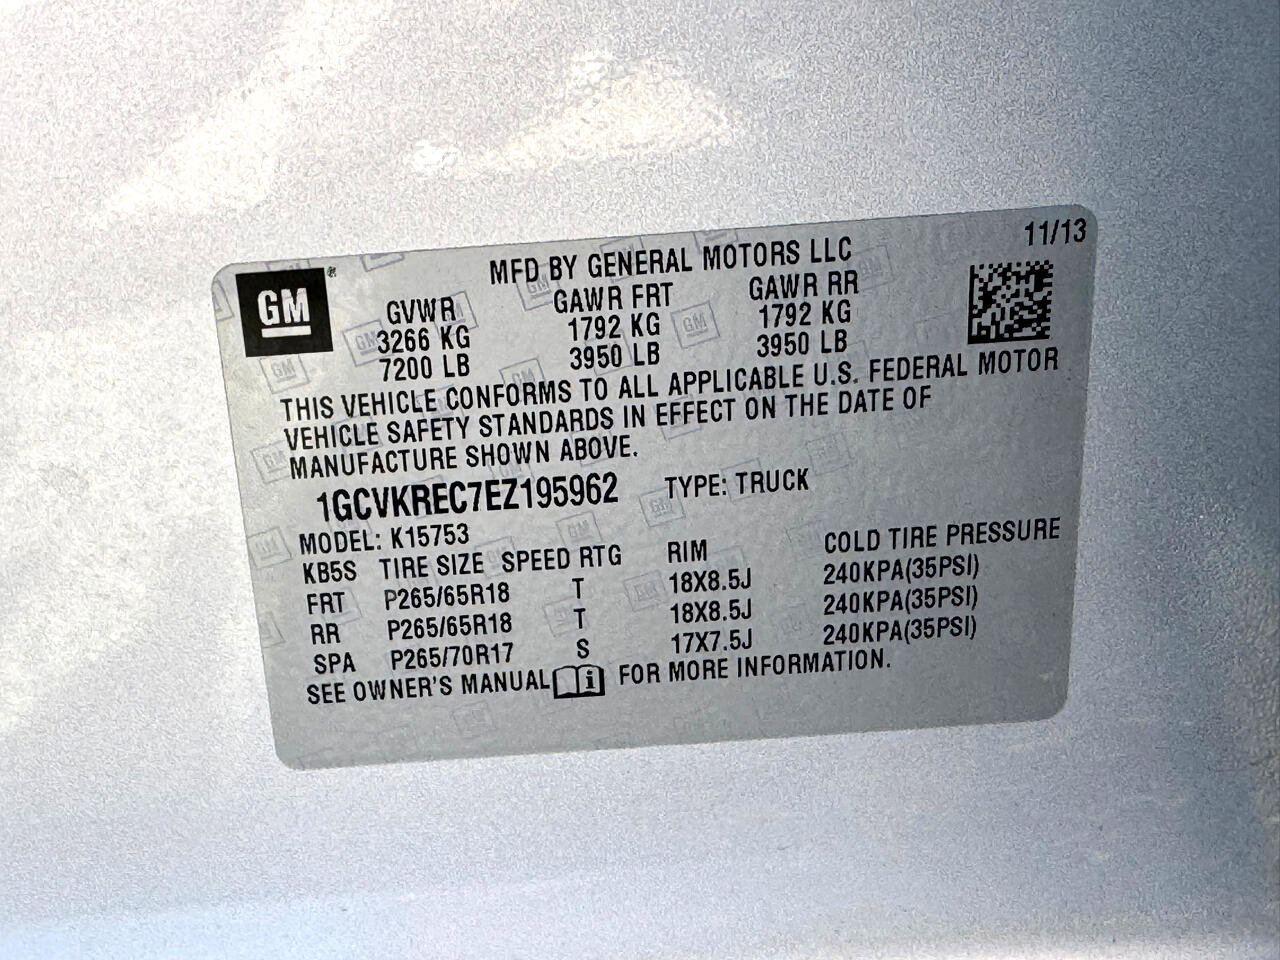 11/13
MFD BY GENERAL MOTORS LLC
GM
GVWR GAWR FRT GAWR RR
3266 KG 1792 KG 1792 KG
7200 LB 3950 LB 3950 LB
THIS VEHICLE CONFORMS TO ALL APPLICABLE U.S. FEDERAL MOTOR
VEHICLE SAFETY STANDARDS IN EFFECT ON THE DATE OF
MANUFACTURE SHOWN ABOVE.
1GCVKREC7EZ195962 TYPE: TRUCK
MODEL: K15753
KB5S TIRE SIZE SPEED RTG RIM COLD TIRE PRESSURE
FRT P265/65R18 T 18X8.5J 240KPA(35PSI)
RR P265/65R18 T 18X8.5J 240KPA(35PSI)
SPA P265/70R17 S 17X7.5J 240KPA(35PSI)
SEE OWNER'S MANUAL i FOR MORE INFORMATION.